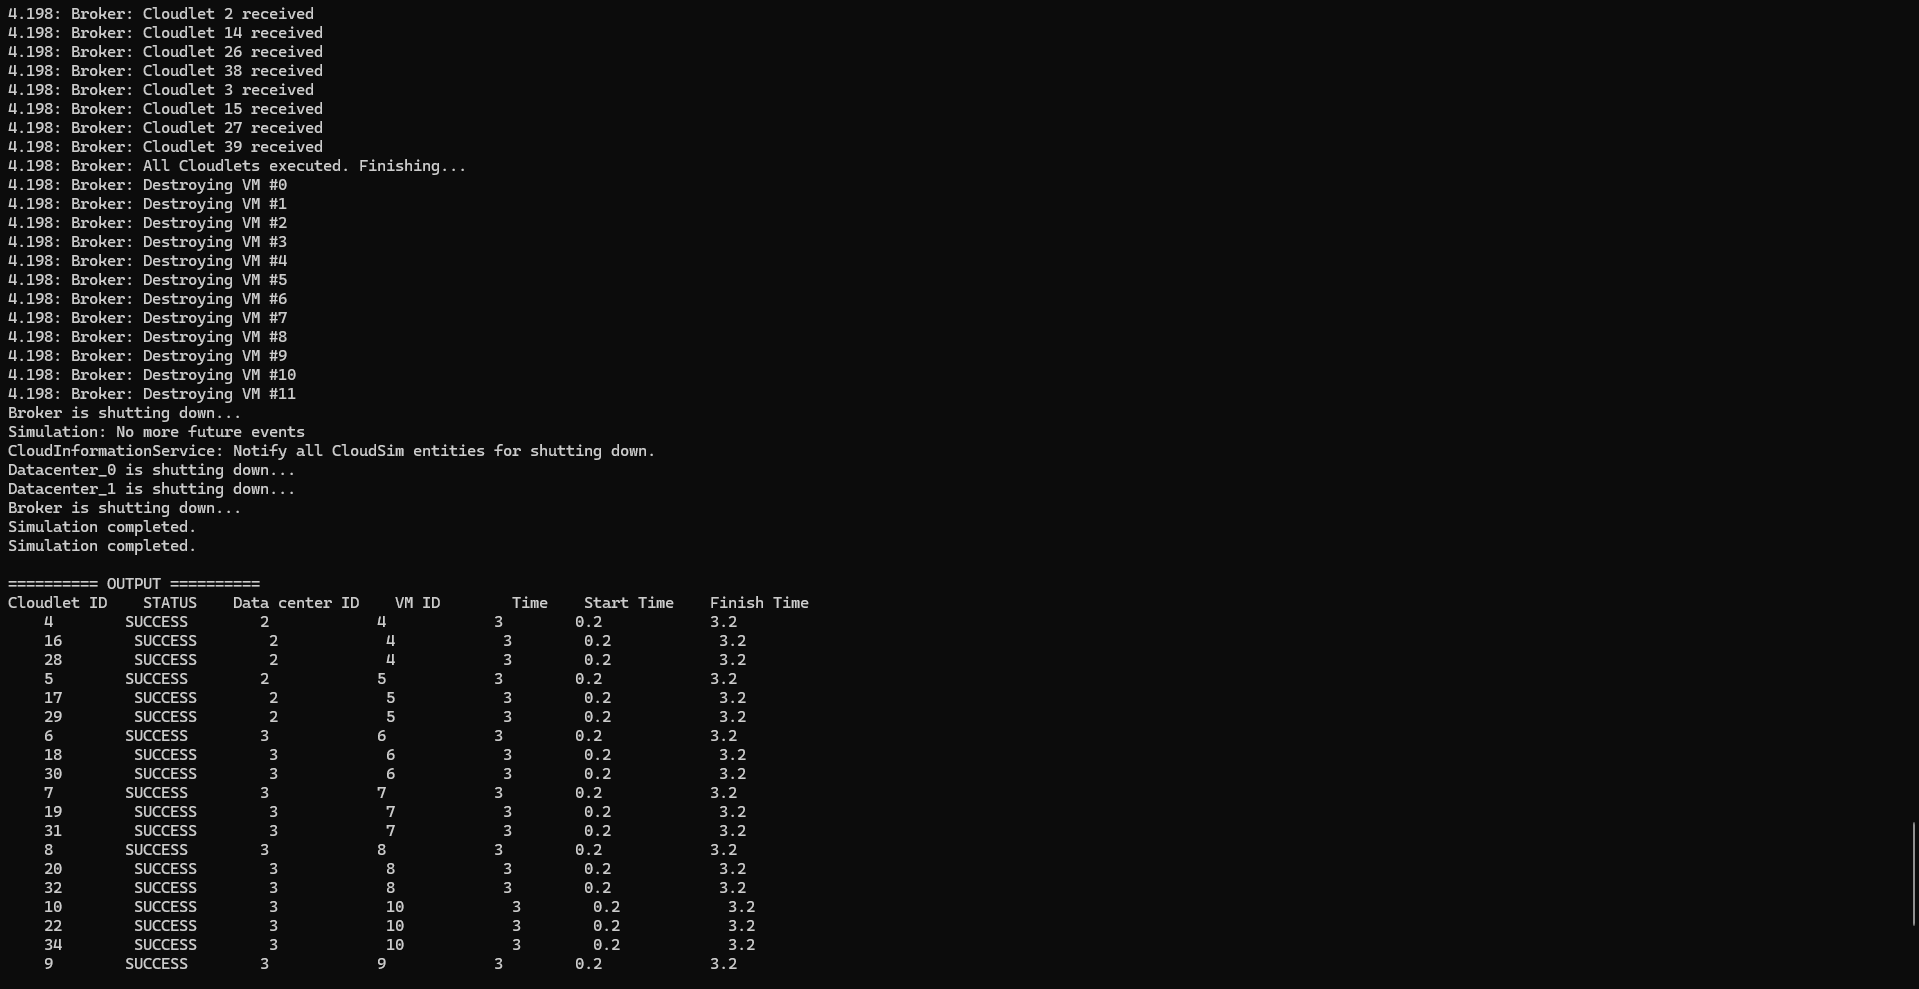 4.198: Broker: Cloudlet 2 received
4.198: Broker: Cloudlet 14 received
4.198: Broker: Cloudlet 26 received
4.198: Broker: Cloudlet 38 received
4.198: Broker: Cloudlet 3 received
4.198: Broker: Cloudlet 15 received
4.198: Broker: Cloudlet 27 received
4.198: Broker: Cloudlet 39 received
4.198: Broker: All Cloudlets executed. Finishing...
4.198: Broker: Destroying VM #0
4.198: Broker: Destroying VM #1
4.198: Broker: Destroying VM #2
4.198: Broker: Destroying VM #3
4.198: Broker: Destroying VM #4
4.198: Broker: Destroying VM #5
4.198: Broker: Destroying VM #6
4.198: Broker: Destroying VM #7
4.198: Broker: Destroying VM #8
4.198: Broker: Destroying VM #9
4.198: Broker: Destroying VM #10
4.198: Broker: Destroying VM #11
Broker is shutting down...
Simulation: No more future events
CloudInformationService: Notify all CloudSim entities for shutting down.
Datacenter_0 is shutting down...
Datacenter_1 is shutting down...
Broker is shutting down...
Simulation completed.
Simulation completed.

========== OUTPUT ==========
Cloudlet ID    STATUS    Data center ID    VM ID        Time    Start Time    Finish Time
    4        SUCCESS        2            4            3        0.2            3.2
    16        SUCCESS        2            4            3        0.2            3.2
    28        SUCCESS        2            4            3        0.2            3.2
    5        SUCCESS        2            5            3        0.2            3.2
    17        SUCCESS        2            5            3        0.2            3.2
    29        SUCCESS        2            5            3        0.2            3.2
    6        SUCCESS        3            6            3        0.2            3.2
    18        SUCCESS        3            6            3        0.2            3.2
    30        SUCCESS        3            6            3        0.2            3.2
    7        SUCCESS        3            7            3        0.2            3.2
    19        SUCCESS        3            7            3        0.2            3.2
    31        SUCCESS        3            7            3        0.2            3.2
    8        SUCCESS        3            8            3        0.2            3.2
    20        SUCCESS        3            8            3        0.2            3.2
    32        SUCCESS        3            8            3        0.2            3.2
    10        SUCCESS        3            10            3        0.2            3.2
    22        SUCCESS        3            10            3        0.2            3.2
    34        SUCCESS        3            10            3        0.2            3.2
    9        SUCCESS        3            9            3        0.2            3.2